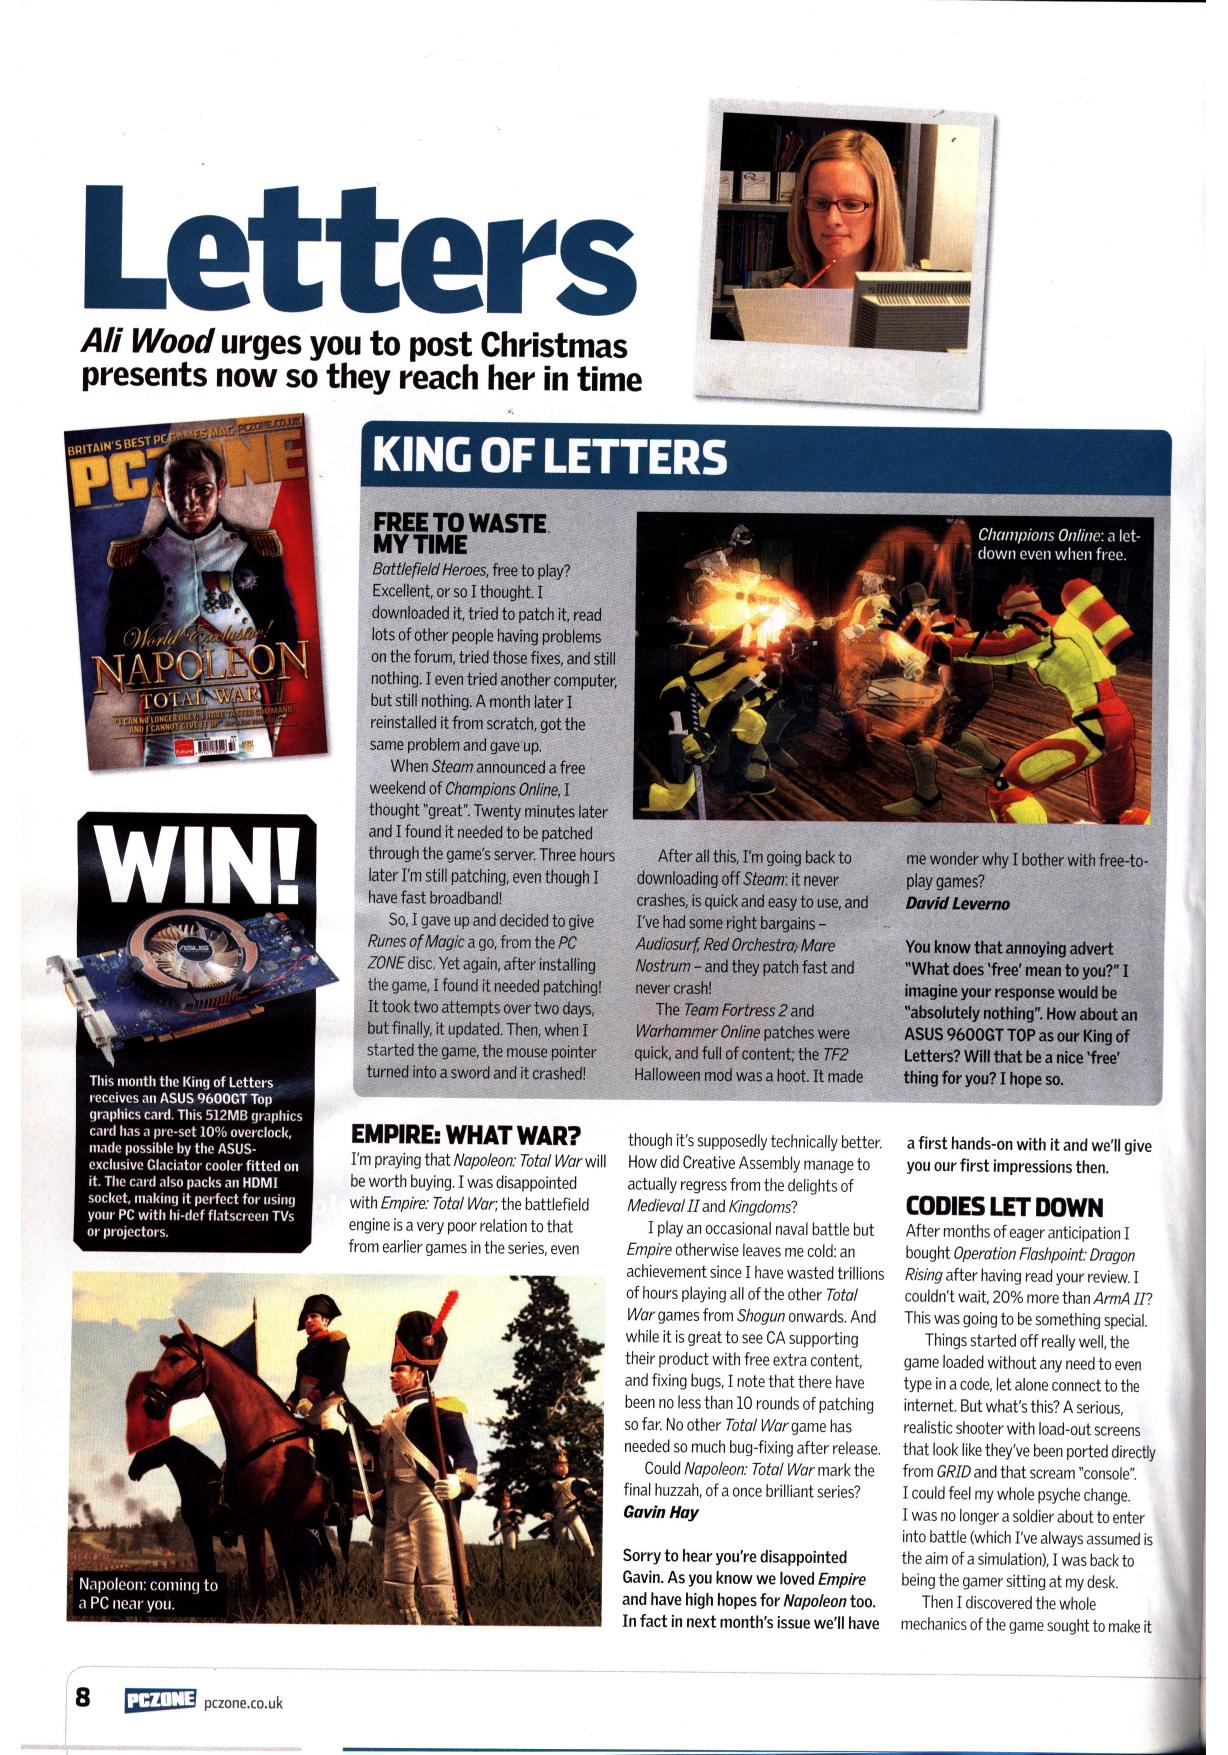 Letters
Ali Wood urges you to post Christmas
presents now so they reach her in time
BRITAIN'S BEST PC GAMES MAG PCZONE.CO.UK
PCZONE
World Exclusive!
NAPOLEON
TOTAL WAR
"I CAN NO LONGER OBEY, I HAVE TASTED COMMAND,
AND I CANNOT GIVE IT UP"
KING OF LETTERS
FREE TO WASTE
MY TIME
Battlefield Heroes, free to play?
Excellent, or so I thought. I
downloaded it, tried to patch it, read
lots of other people having problems
on the forum, tried those fixes, and still
nothing. I even tried another computer,
but still nothing. A month later I
reinstalled it from scratch, got the
same problem and gave up.
When Steam announced a free
weekend of Champions Online, I
thought "great". Twenty minutes later
and I found it needed to be patched
through the game's server. Three hours
later I'm still patching, even though I
have fast broadband!
So, I gave up and decided to give
Runes of Magic a go, from the PC
ZONE disc. Yet again, after installing
the game, I found it needed patching!
It took two attempts over two days,
but finally, it updated. Then, when I
started the game, the mouse pointer
turned into a sword and it crashed!
Champions Online: a let-
down even when free.
After all this, I'm going back to
downloading off Steam: it never
crashes, is quick and easy to use, and
I've had some right bargains –
Audiosurf, Red Orchestra, Mare
Nostrum – and they patch fast and
never crash!
The Team Fortress 2 and
Warhammer Online patches were
quick, and full of content; the TF2
Halloween mod was a hoot. It made
me wonder why I bother with free-to-
play games?
David Leverno
You know that annoying advert
"What does 'free' mean to you?" I
imagine your response would be
"absolutely nothing". How about an
ASUS 9600GT TOP as our King of
Letters? Will that be a nice 'free'
thing for you? I hope so.
WIN!
ASUS
This month the King of Letters
receives an ASUS 9600GT Top
graphics card. This 512MB graphics
card has a pre-set 10% overclock,
made possible by the ASUS-
exclusive Glaciator cooler fitted on
it. The card also packs an HDMI
socket, making it perfect for using
your PC with hi-def flatscreen TVs
or projectors.
EMPIRE: WHAT WAR?
I'm praying that Napoleon: Total War will
be worth buying. I was disappointed
with Empire: Total War; the battlefield
engine is a very poor relation to that
from earlier games in the series, even
though it's supposedly technically better.
How did Creative Assembly manage to
actually regress from the delights of
Medieval II and Kingdoms?
I play an occasional naval battle but
Empire otherwise leaves me cold: an
achievement since I have wasted trillions
of hours playing all of the other Total
War games from Shogun onwards. And
while it is great to see CA supporting
their product with free extra content,
and fixing bugs, I note that there have
been no less than 10 rounds of patching
so far. No other Total War game has
needed so much bug-fixing after release.
Could Napoleon: Total War mark the
final huzzah, of a once brilliant series?
Gavin Hay
Sorry to hear you're disappointed
Gavin. As you know we loved Empire
and have high hopes for Napoleon too.
In fact in next month's issue we'll have
a first hands-on with it and we'll give
you our first impressions then.
CODIES LET DOWN
After months of eager anticipation I
bought Operation Flashpoint: Dragon
Rising after having read your review. I
couldn't wait, 20% more than ArmA II?
This was going to be something special.
Things started off really well, the
game loaded without any need to even
type in a code, let alone connect to the
internet. But what's this? A serious,
realistic shooter with load-out screens
that look like they've been ported directly
from GRID and that scream "console".
I could feel my whole psyche change.
I was no longer a soldier about to enter
into battle (which I've always assumed is
the aim of a simulation), I was back to
being the gamer sitting at my desk.
Then I discovered the whole
mechanics of the game sought to make it
Napoleon: coming to
a PC near you.
8 PCZONE pczone.co.uk